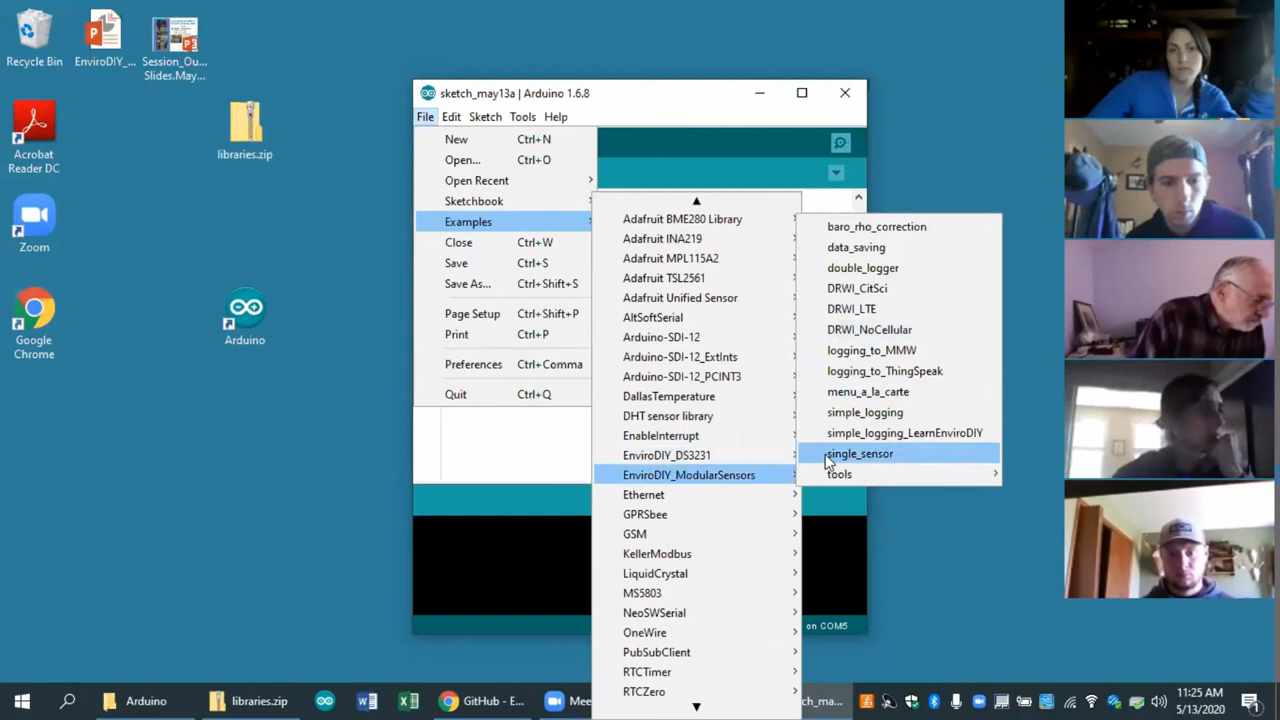 Recycle Bin
EnviroDIY_...
Session_Ou...
Slides.May...
Acrobat
Reader DC
libraries.zip
Zoom
Google
Chrome
Arduino
sketch_may13a | Arduino 1.6.8
File Edit Sketch Tools Help
New Ctrl+N
Open... Ctrl+O
Open Recent
Sketchbook
Examples
Close Ctrl+W
Save Ctrl+S
Save As... Ctrl+Shift+S
Page Setup Ctrl+Shift+P
Print Ctrl+P
Preferences Ctrl+Comma
Quit Ctrl+Q
Adafruit BME280 Library
Adafruit INA219
Adafruit MPL115A2
Adafruit TSL2561
Adafruit Unified Sensor
AltSoftSerial
Arduino-SDI-12
Arduino-SDI-12_ExtInts
Arduino-SDI-12_PCINT3
DallasTemperature
DHT sensor library
EnableInterrupt
EnviroDIY_DS3231
EnviroDIY_ModularSensors
Ethernet
GPRSbee
GSM
KellerModbus
LiquidCrystal
MS5803
NeoSWSerial
OneWire
PubSubClient
RTCTimer
RTCZero
baro_rho_correction
data_saving
double_logger
DRWI_CitSci
DRWI_LTE
DRWI_NoCellular
logging_to_MMW
logging_to_ThingSpeak
menu_a_la_carte
simple_logging
simple_logging_LearnEnviroDIY
single_sensor
tools
on COM5
Arduino
libraries.zip
GitHub - E...
Mee
ch_ma...
11:25 AM
5/13/2020